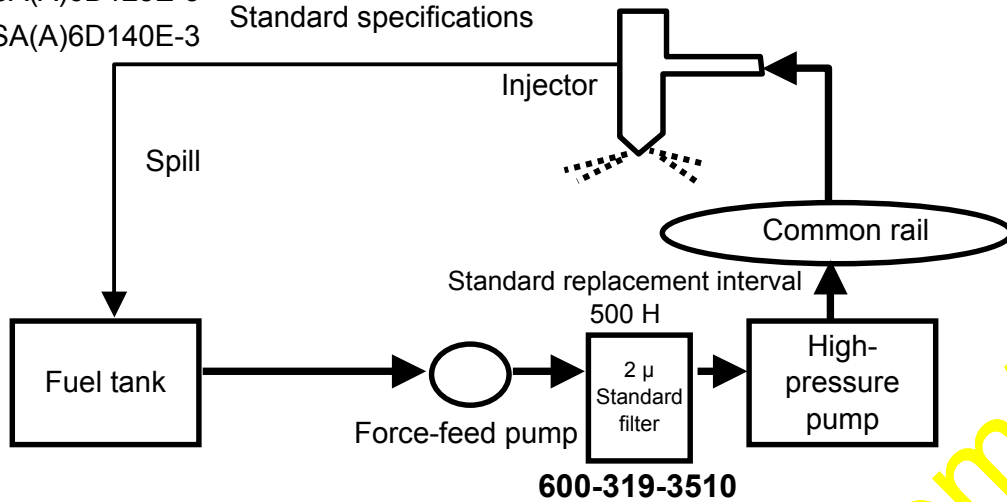 SA(A)6D140E-3
Standard specifications
Injector
Spill
Common rail
Standard replacement interval
500 H
Fuel tank
Force-feed pump
2 μ
Standard
filter
High-
pressure
pump
600-319-3510